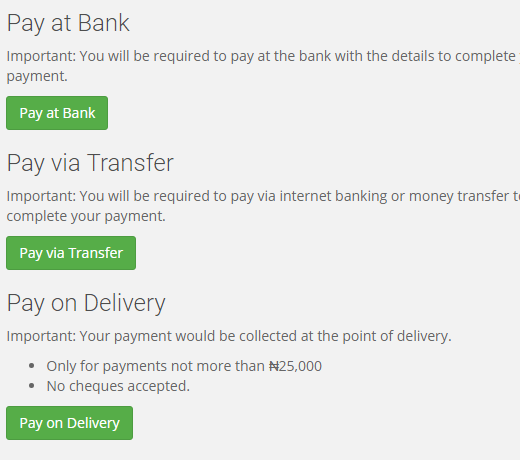 Pay at Bank
Important: You will be required to pay at the bank with the details to complete
payment.
Pay at Bank
Pay via Transfer
Important: You will be required to pay via internet banking or money transfer
complete your payment.
Pay via Transfer
Pay on Delivery
Important: Your payment would be collected at the point of delivery.
• Only for payments not more than ₦25,000
• No cheques accepted.
Pay on Delivery